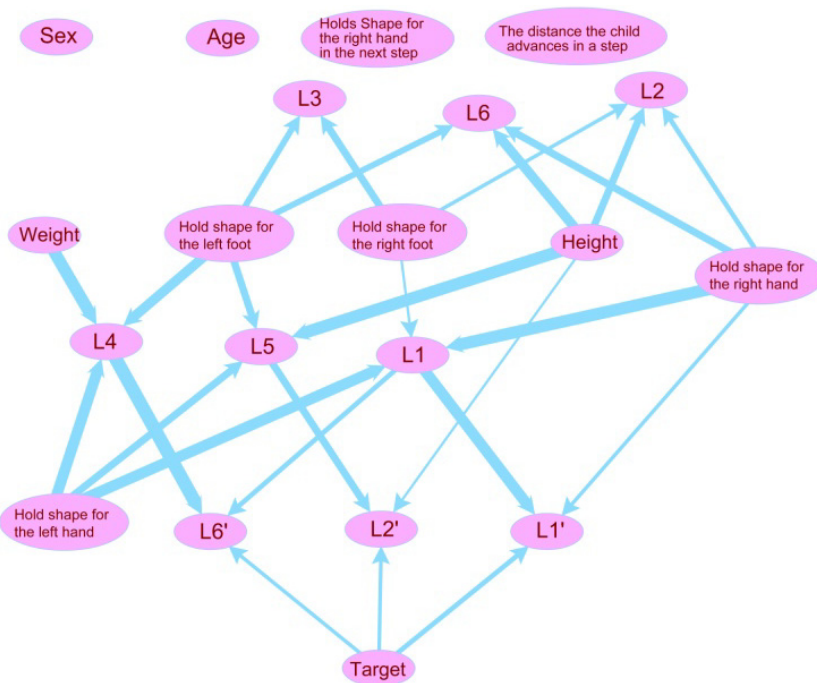 Sex
Age
Holds Shape for
the right hand
in the next step
The distance the child
advances in a step
L3
L6
L2
Weight
Hold shape for
the left foot
Hold shape for
the right foot
Height
Hold shape for
the right hand
L4
L5
L1
Hold shape for
the left hand
L6'
L2'
L1'
Target